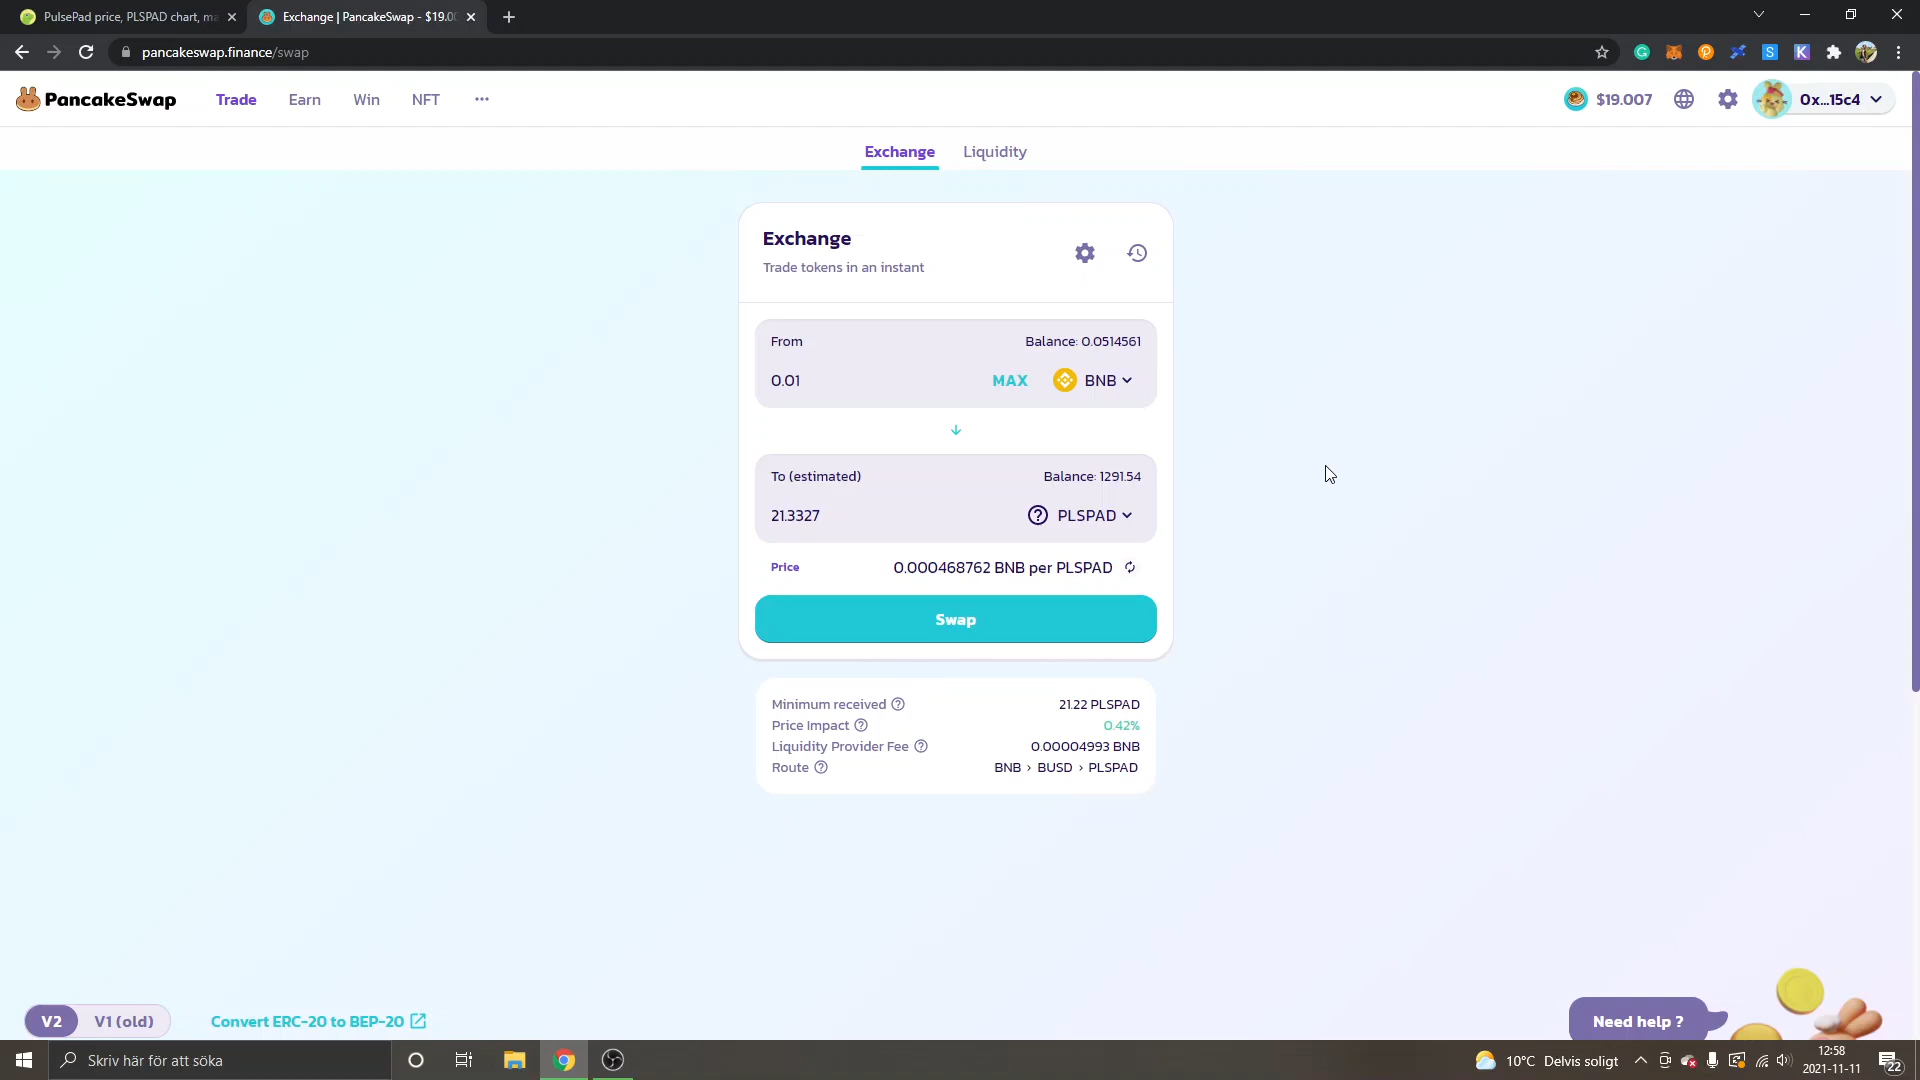 PulsePad price, PLSPAD chart, ma
Exchange | PancakeSwap - $19.00
pancakeswap.finance/swap
PancakeSwap
Trade
Earn
Win
NFT
$19.007
0x...15c4
Exchange
Liquidity
Exchange
Trade tokens in an instant
From
Balance: 0.0514561
0.01
MAX
BNB
To (estimated)
Balance: 1291.54
21.3327
PLSPAD
Price
0.000468762 BNB per PLSPAD
Swap
Minimum received
21.22 PLSPAD
Price Impact
0.42%
Liquidity Provider Fee
0.00004993 BNB
Route
BNB › BUSD › PLSPAD
V2
V1 (old)
Convert ERC-20 to BEP-20
Need help ?
Skriv här för att söka
10°C Delvis soligt
12:58
2021-11-11
22